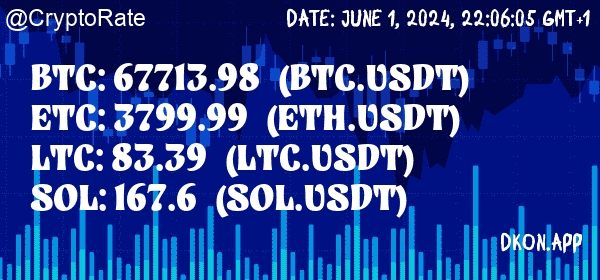 @CryptoRate
DATE: JUNE 1, 2024, 22:06:05 GMT+1
BTC: 67713.98 (BTC.USDT)
ETC: 3799.99 (ETH.USDT)
LTC: 83.39 (LTC.USDT)
SOL: 167.6 (SOL.USDT)
DKON.APP